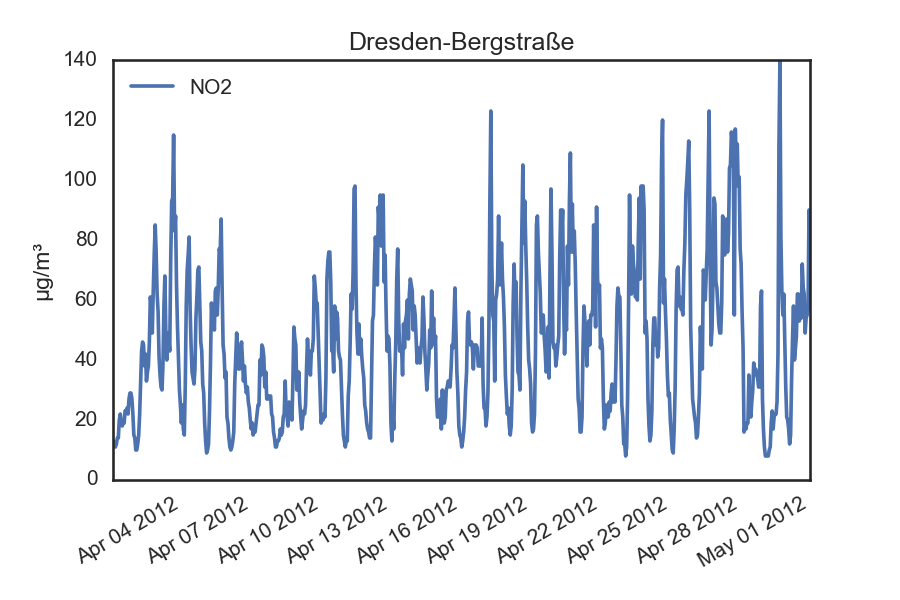 Dresden-Bergstraße
NO2
µg/m³
140
120
100
80
60
40
20
0
Apr 04 2012
Apr 07 2012
Apr 10 2012
Apr 13 2012
Apr 16 2012
Apr 19 2012
Apr 22 2012
Apr 25 2012
Apr 28 2012
May 01 2012